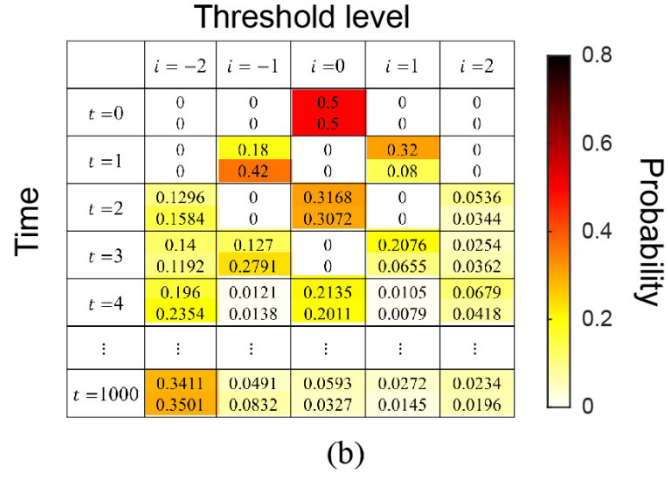 Threshold level
i = −2 i = −1 i =0 i =1 i =2
t =0 0 0 0.5 0 0
0 0 0.5 0 0
t =1 0 0.18 0 0.32 0
0 0.42 0 0.08 0
t =2 0.1296 0 0.3168 0 0.0536
0.1584 0 0.3072 0 0.0344
t =3 0.14 0.127 0 0.2076 0.0254
0.1192 0.2791 0 0.0655 0.0362
t =4 0.196 0.0121 0.2135 0.0105 0.0679
0.2354 0.0138 0.2011 0.0079 0.0418
⋮ ⋮ ⋮ ⋮ ⋮ ⋮
t =1000 0.3411 0.0491 0.0593 0.0272 0.0234
0.3501 0.0832 0.0327 0.0145 0.0196
Time
0.8
0.6
0.4
0.2
0
Probability
(b)